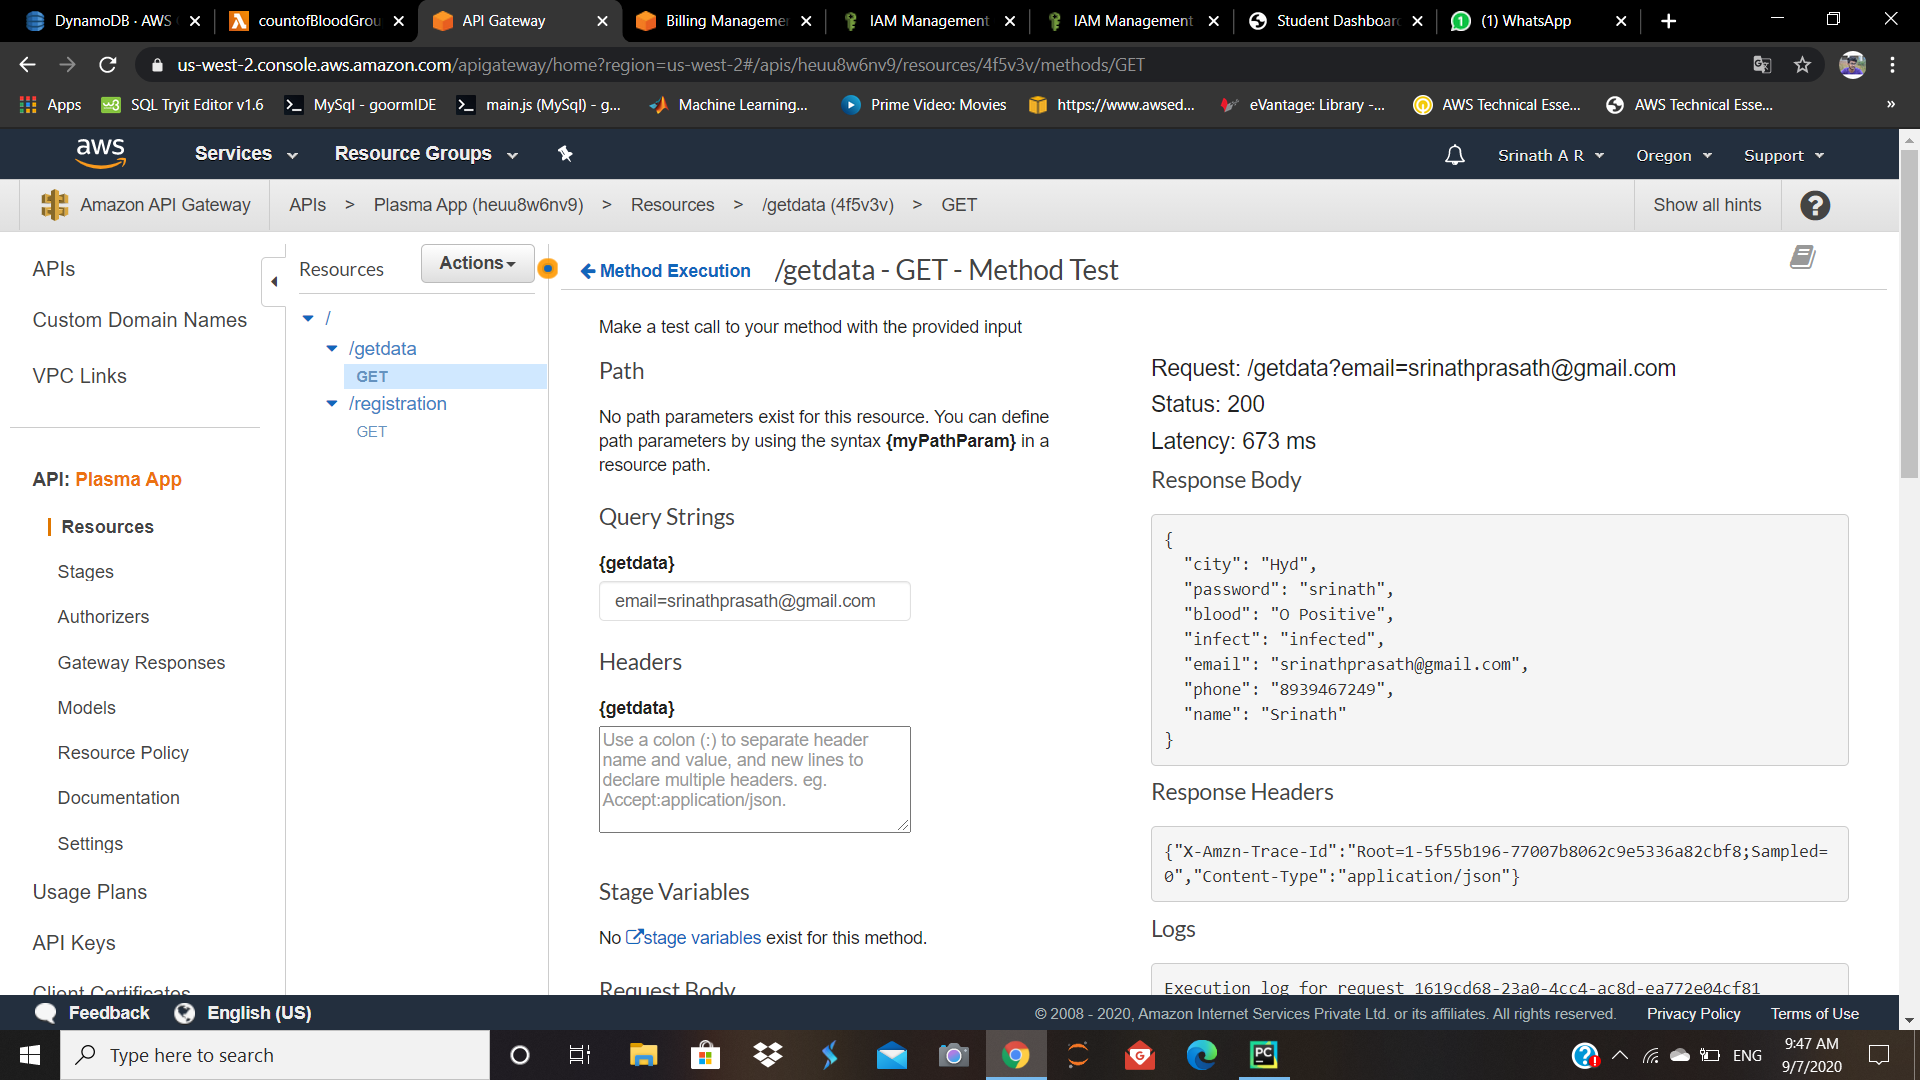 DynamoDB · AWS
countofBloodGrou
API Gateway
Billing Manageme
IAM Management
IAM Management
Student Dashboar
(1) WhatsApp
us-west-2.console.aws.amazon.com/apigateway/home?region=us-west-2#/apis/heuu8w6nv9/resources/4f5v3v/methods/GET
Apps
SQL Tryit Editor v1.6
MySql - goormIDE
main.js (MySql) - g...
Machine Learning...
Prime Video: Movies
https://www.awsed...
eVantage: Library -...
AWS Technical Esse...
AWS Technical Esse...
»
aws
Services
Resource Groups
Srinath A R
Oregon
Support
Amazon API Gateway
APIs > Plasma App (heuu8w6nv9) > Resources > /getdata (4f5v3v) > GET
Show all hints
?
APIs
Custom Domain Names
VPC Links
API: Plasma App
Resources
Stages
Authorizers
Gateway Responses
Models
Resource Policy
Documentation
Settings
Usage Plans
API Keys
Client Certificates
Resources
Actions
/
/getdata
GET
/registration
GET
Method Execution
/getdata - GET - Method Test
Make a test call to your method with the provided input
Path
No path parameters exist for this resource. You can define
path parameters by using the syntax {myPathParam} in a
resource path.
Query Strings
{getdata}
email=srinathprasath@gmail.com
Headers
{getdata}
Use a colon (:) to separate header
name and value, and new lines to
declare multiple headers. eg.
Accept:application/json.
Stage Variables
No stage variables exist for this method.
Request Body
Request: /getdata?email=srinathprasath@gmail.com
Status: 200
Latency: 673 ms
Response Body
{
"city": "Hyd",
"password": "srinath",
"blood": "O Positive",
"infect": "infected",
"email": "srinathprasath@gmail.com",
"phone": "8939467249",
"name": "Srinath"
}
Response Headers
{"X-Amzn-Trace-Id":"Root=1-5f55b196-77007b8062c9e5336a82cbf8;Sampled=
0","Content-Type":"application/json"}
Logs
Execution log for request 1619cd68-23a0-4cc4-ac8d-ea772e04cf81
Feedback
English (US)
© 2008 - 2020, Amazon Internet Services Private Ltd. or its affiliates. All rights reserved.
Privacy Policy
Terms of Use
Type here to search
PC
ENG
9:47 AM
9/7/2020